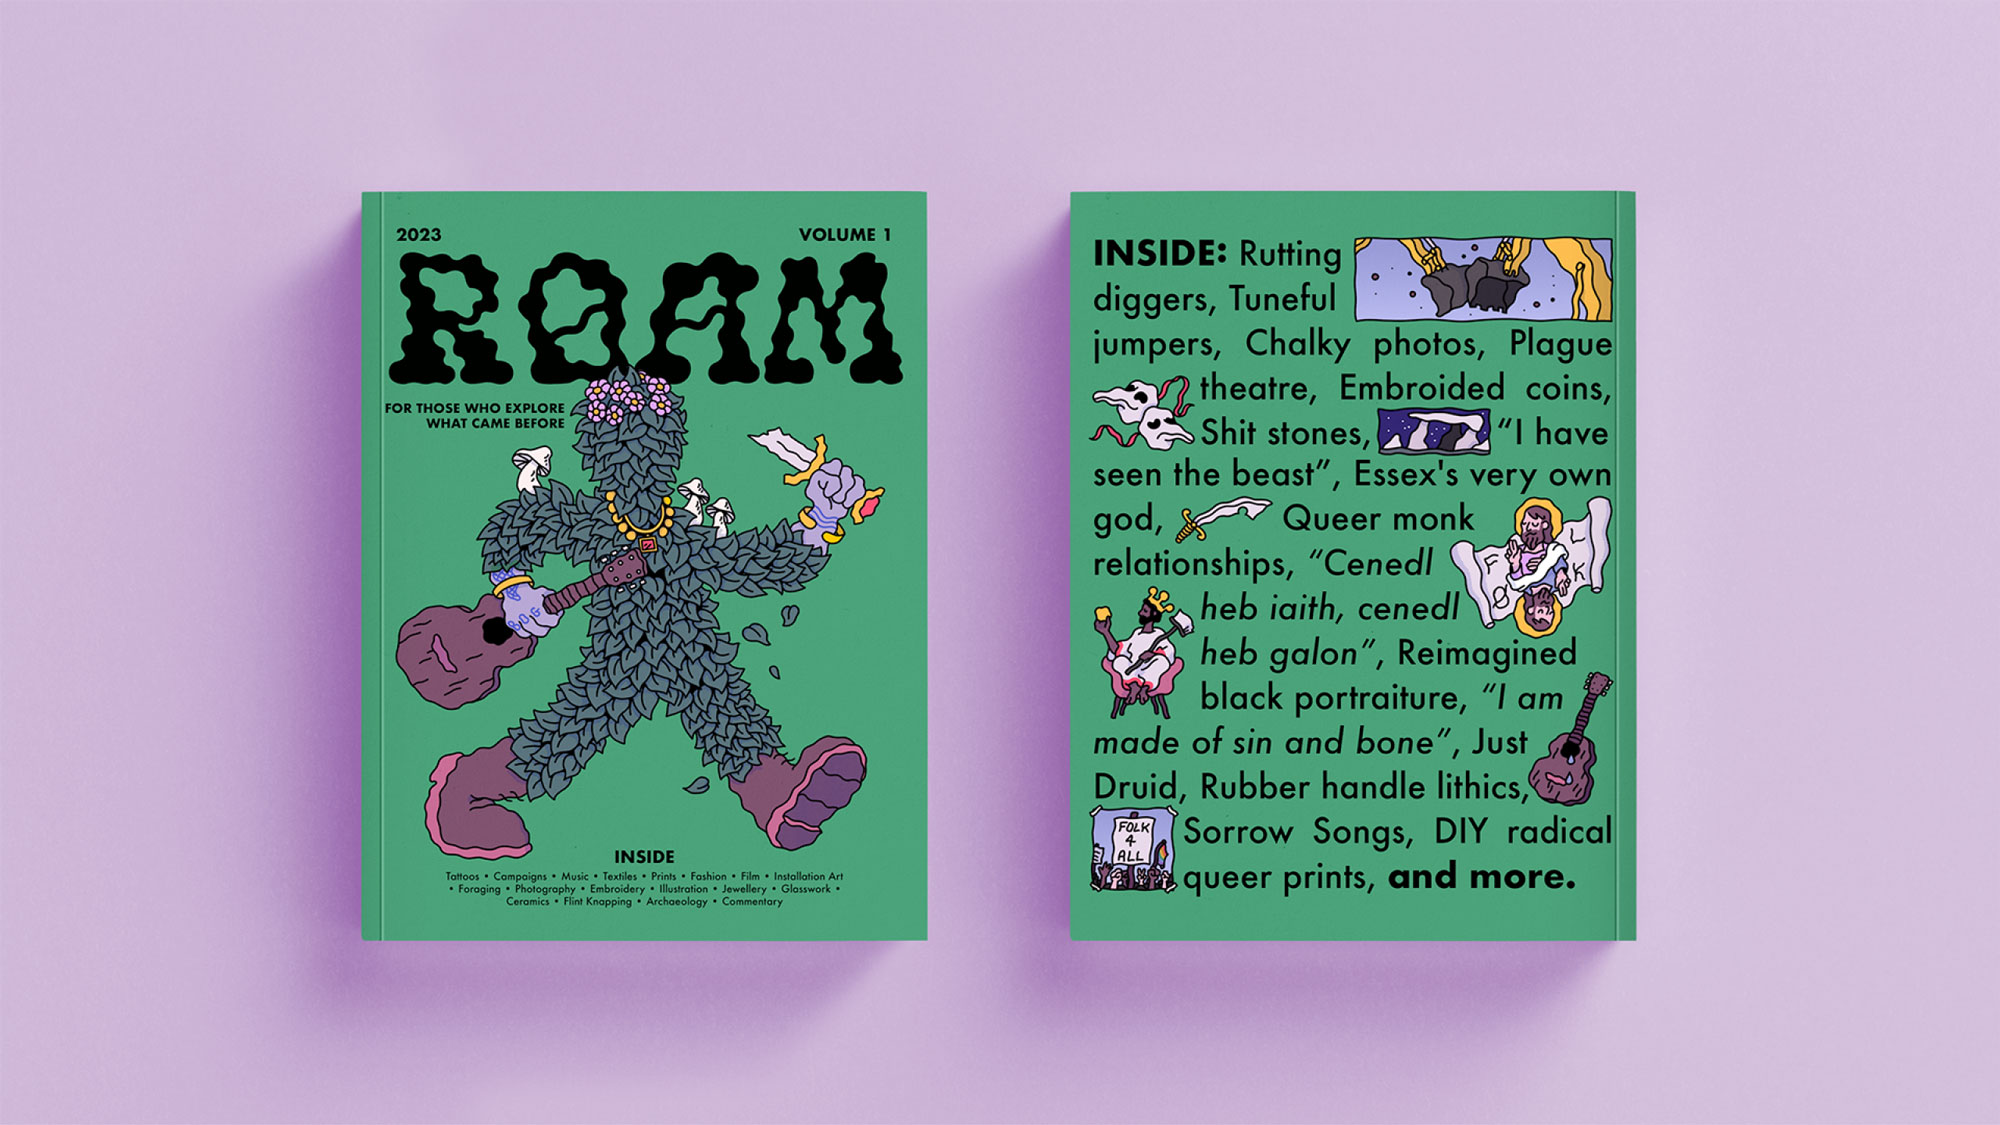 2023
VOLUME 1
ROAM
FOR THOSE WHO EXPLORE
WHAT CAME BEFORE
INSIDE
Tattoos • Campaigns • Music • Textiles • Prints • Fashion • Film • Installation Art
• Foraging • Photography • Embroidery • Illustration • Jewellery • Glasswork •
Ceramics • Flint Knapping • Archaeology • Commentary
INSIDE: Rutting
diggers, Tuneful
jumpers, Chalky photos, Plague
theatre, Embroided coins,
Shit stones, “I have
seen the beast”, Essex's very own
god, Queer monk
relationships, “Cenedl
heb iaith, cenedl
heb galon”, Reimagined
black portraiture, “I am
made of sin and bone”, Just
Druid, Rubber handle lithics,
Sorrow Songs, DIY radical
queer prints, and more.
FOLK
4
ALL